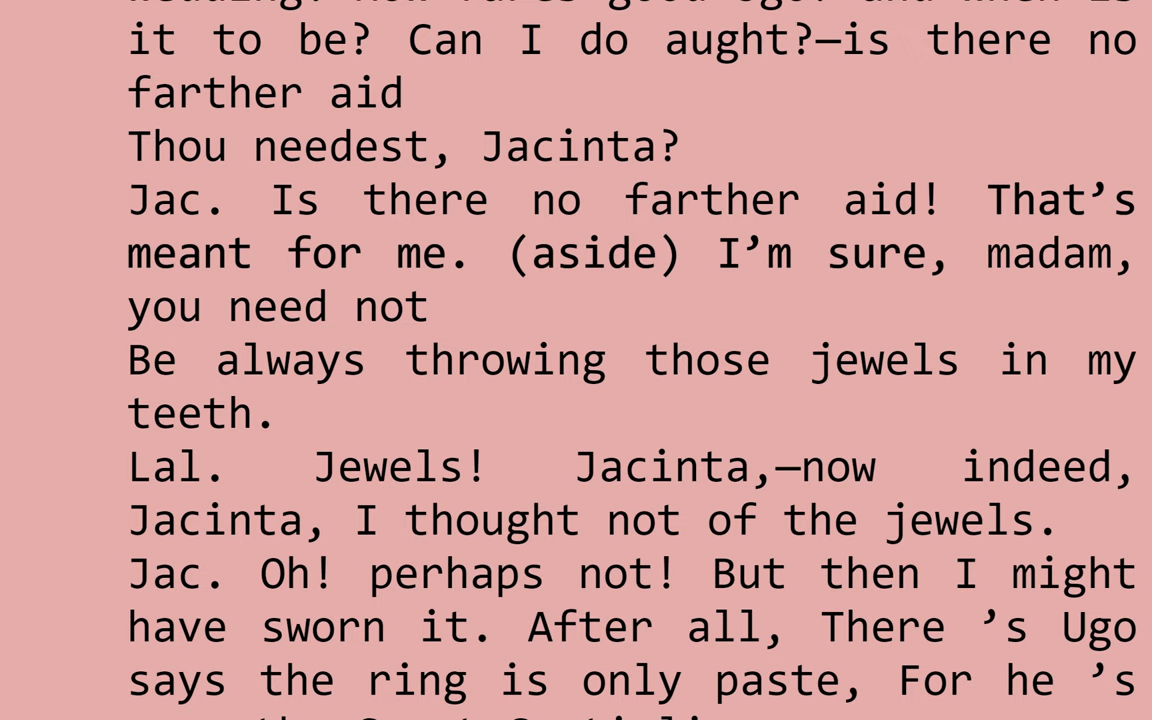 it to be? Can I do aught?—is there no
farther aid
Thou needest, Jacinta?
Jac. Is there no farther aid! That’s
meant for me. (aside) I’m sure, madam,
you need not
Be always throwing those jewels in my
teeth.
Lal. Jewels! Jacinta,—now indeed,
Jacinta, I thought not of the jewels.
Jac. Oh! perhaps not! But then I might
have sworn it. After all, There ’s Ugo
says the ring is only paste, For he ’s